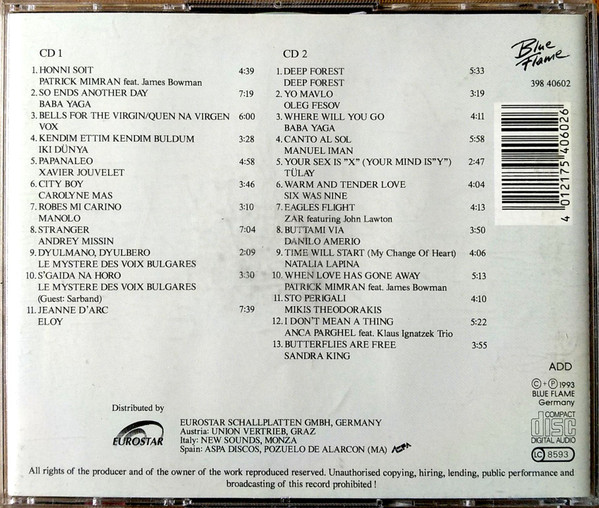 CD 1
1. HONNI SOIT 4:39
PATRICK MIMRAN feat. James Bowman
2. SO ENDS ANOTHER DAY 7:19
BABA YAGA
3. BELLS FOR THE VIRGIN/QUEN NA VIRGEN 6:00
VOX
4. KENDIM ETTIM KENDIM BULDUM 3:28
IKI DÜNYA
5. PAPANALEO 4:58
XAVIER JOUVELET
6. CITY BOY 3:46
CAROLYNE MAS
7. ROBES MI CARINO 3:10
MANOLO
8. STRANGER 7:04
ANDREY MISSIN
9. DYULMANO, DYULBERO 2:09
LE MYSTERE DES VOIX BULGARES
10. S'GAIDA NA HORO 3:30
LE MYSTERE DES VOIX BULGARES
(Guest: Sarband)
11. JEANNE D'ARC 7:39
ELOY
CD 2
1. DEEP FOREST 5:33
DEEP FOREST
2. YO MAVLO 3:19
OLEG FESOV
3. WHERE WILL YOU GO 4:11
BABA YAGA
4. CANTO AL SOL 5:58
MANUEL IMAN
5. YOUR SEX IS "X" (YOUR MIND IS"Y") 2:47
TÜLAY
6. WARM AND TENDER LOVE 4:04
SIX WAS NINE
7. EAGLES FLIGHT 4:13
ZAR featuring John Lawton
8. BUTTAMI VIA 3:50
DANILO AMERIO
9. TIME WILL START (My Change Of Heart) 4:06
NATALIA LAPINA
10. WHEN LOVE HAS GONE AWAY 5:13
PATRICK MIMRAN feat. James Bowman
11. STO PERIGALI 4:10
MIKIS THEODORAKIS
12. I DON'T MEAN A THING 5:22
ANCA PARGHEL feat. Klaus Ignatzek Trio
13. BUTTERFLIES ARE FREE 3:55
SANDRA KING
Blue
Flame
398 40602
4 012175 406026
ADD
© + ℗ 1993
BLUE FLAME
Germany
COMPACT
disc
DIGITAL AUDIO
LC 8593
Distributed by
EUROSTAR
EUROSTAR SCHALLPLATTEN GMBH, GERMANY
Austria: UNION VERTRIEB, GRAZ
Italy: NEW SOUNDS, MONZA
Spain: ASPA DISCOS, POZUELO DE ALARCON (MA)
All rights of the producer and of the owner of the work reproduced reserved. Unauthorised copying, hiring, lending, public performance and
broadcasting of this record prohibited !